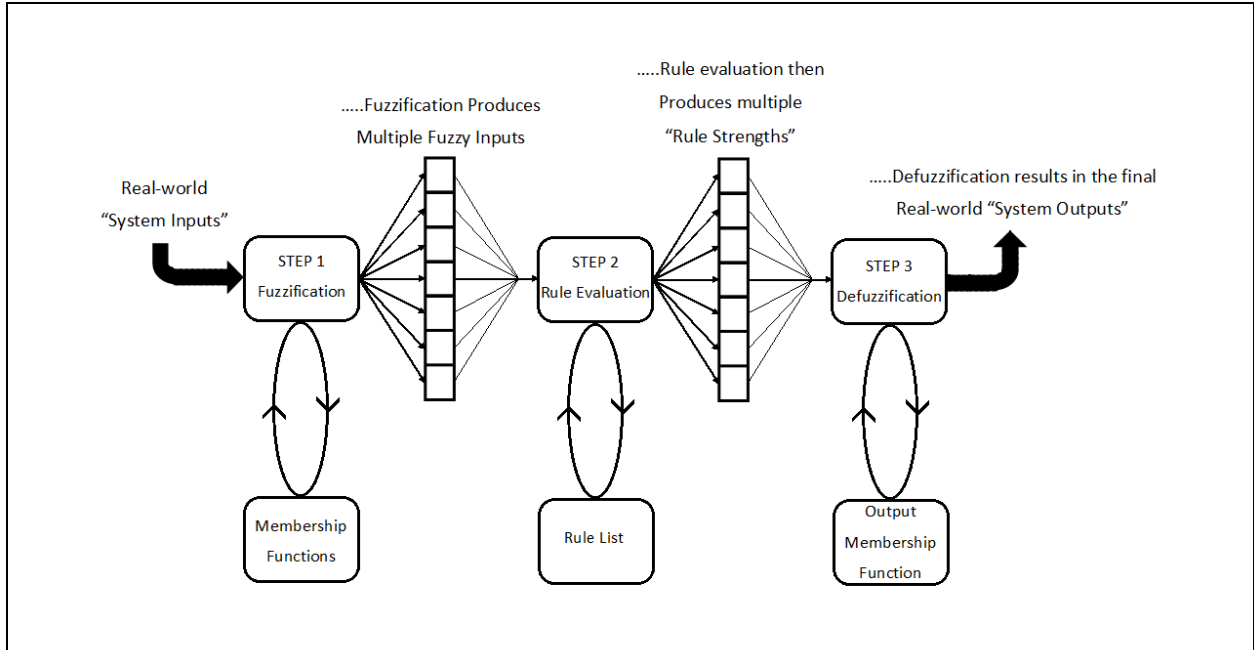 .....Rule evaluation then
Produces multiple
“Rule Strengths”
.....Fuzzification Produces
Multiple Fuzzy Inputs
Real-world
“System Inputs”
.....Defuzzification results in the final
Real-world “System Outputs”
STEP 1
Fuzzification
STEP 2
Rule Evaluation
STEP 3
Defuzzification
Membership
Functions
Rule List
Output
Membership
Function